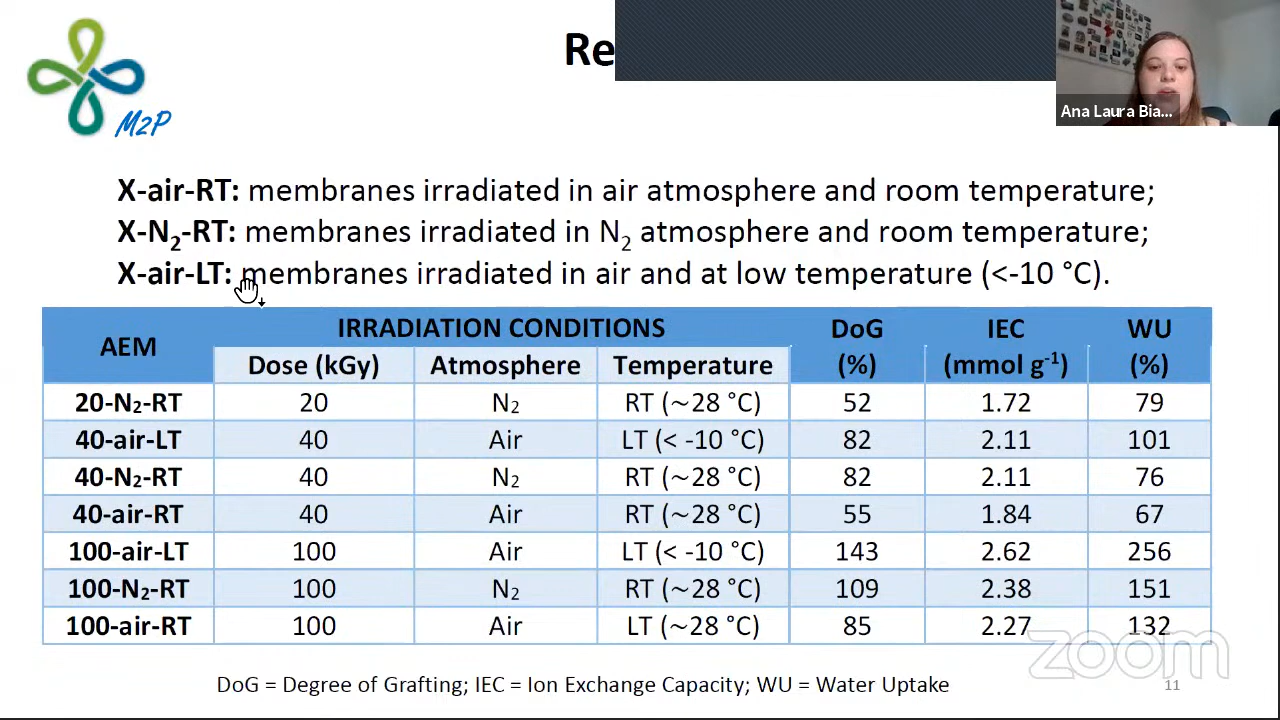 Re
M2P
Ana Laura Bia...
X-air-RT: membranes irradiated in air atmosphere and room temperature;
X-N₂-RT: membranes irradiated in N₂ atmosphere and room temperature;
X-air-LT: membranes irradiated in air and at low temperature (<-10 °C).
AEM IRRADIATION CONDITIONS DoG (%) IEC (mmol g⁻¹) WU (%)
Dose (kGy) Atmosphere Temperature
20-N₂-RT 20 N₂ RT (~28 °C) 52 1.72 79
40-air-LT 40 Air LT (< -10 °C) 82 2.11 101
40-N₂-RT 40 N₂ RT (~28 °C) 82 2.11 76
40-air-RT 40 Air RT (~28 °C) 55 1.84 67
100-air-LT 100 Air LT (< -10 °C) 143 2.62 256
100-N₂-RT 100 N₂ RT (~28 °C) 109 2.38 151
100-air-RT 100 Air LT (~28 °C) 85 2.27 132
zoom
DoG = Degree of Grafting; IEC = Ion Exchange Capacity; WU = Water Uptake
11